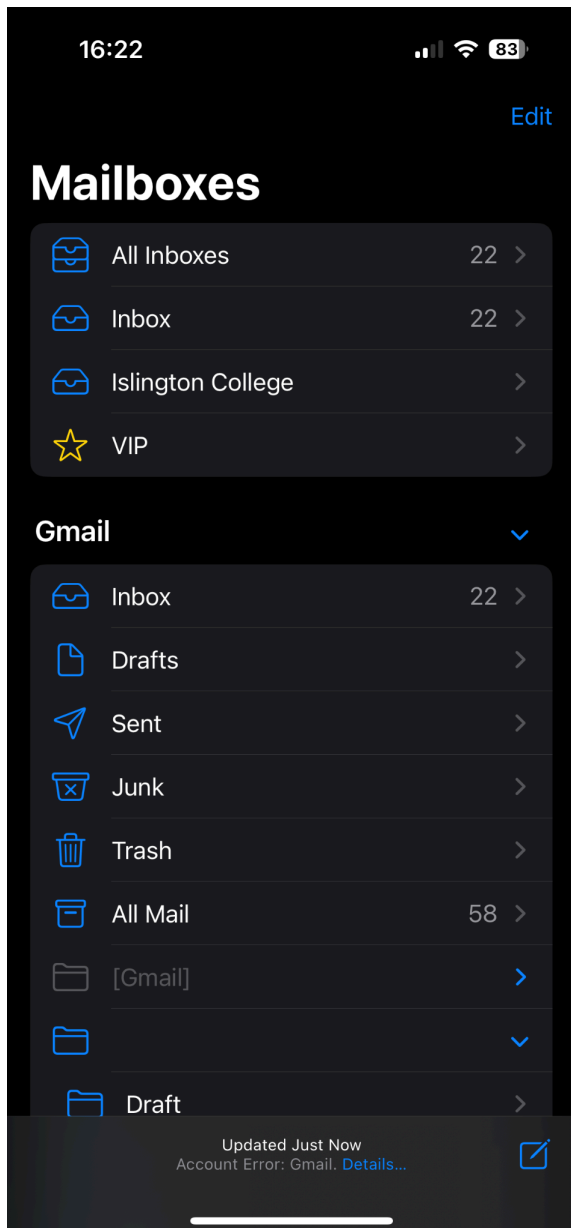 16:22
83
Edit
Mailboxes
All Inboxes 22
Inbox 22
Islington College
VIP
Gmail
Inbox 22
Drafts
Sent
Junk
Trash
All Mail 58
[Gmail]
Draft
Updated Just Now
Account Error: Gmail. Details...